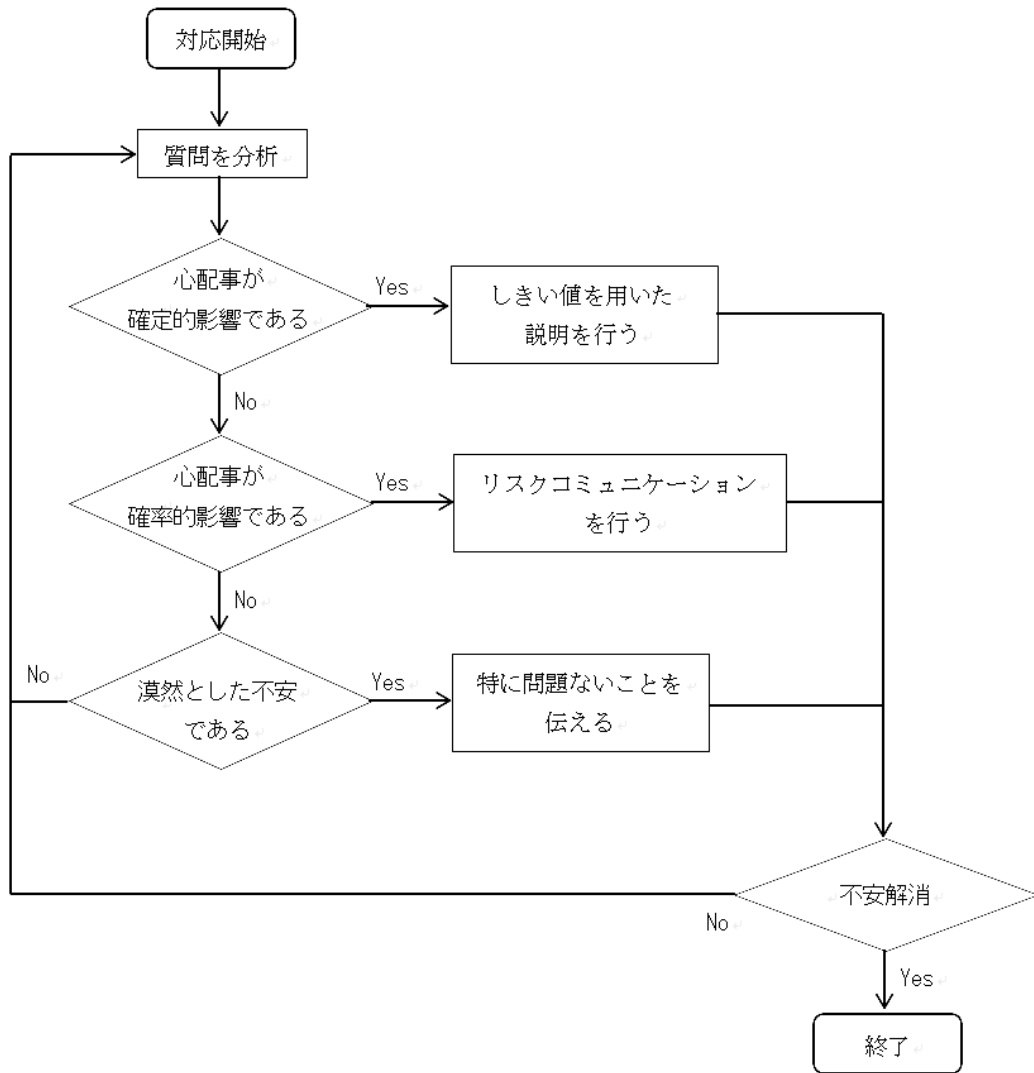 対応開始
質問を分析
心配事が
確定的影響である
Yes
しきい値を用いた
説明を行う
No
心配事が
確率的影響である
Yes
リスクコミュニケーション
を行う
No
No
漠然とした不安
である
Yes
特に問題ないことを
伝える
不安解消
No
Yes
終了